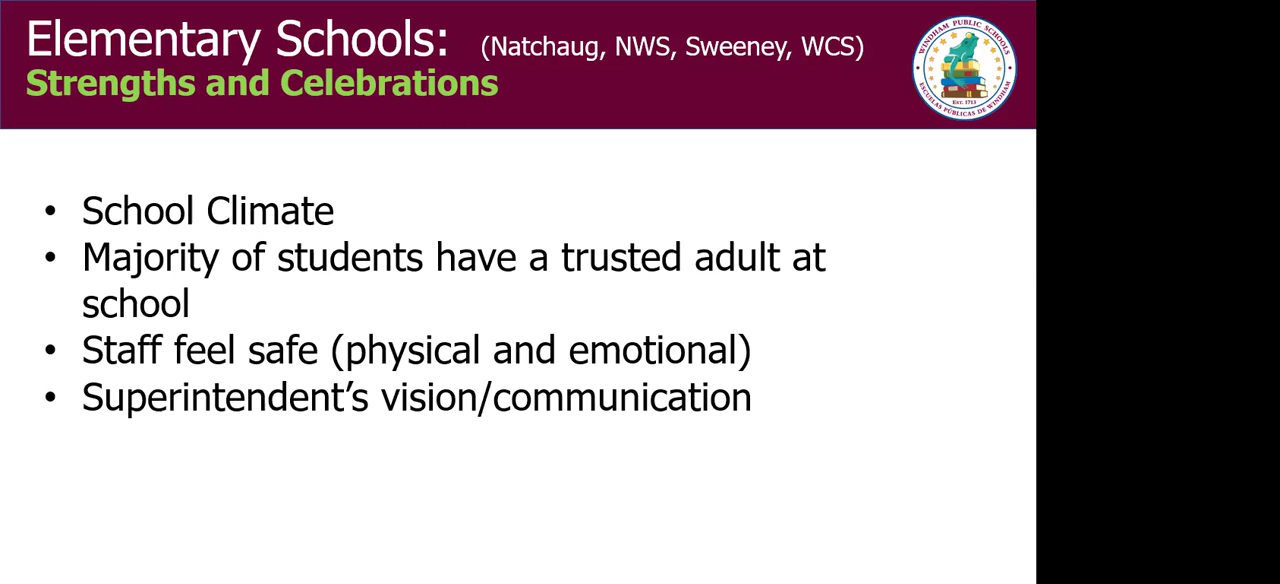 Elementary Schools: (Natchaug, NWS, Sweeney, WCS)
Strengths and Celebrations
WINDHAM PUBLIC SCHOOLS
EST. 1713
ESCUELAS PÚBLICAS DE WINDHAM
• School Climate
• Majority of students have a trusted adult at
school
• Staff feel safe (physical and emotional)
• Superintendent’s vision/communication